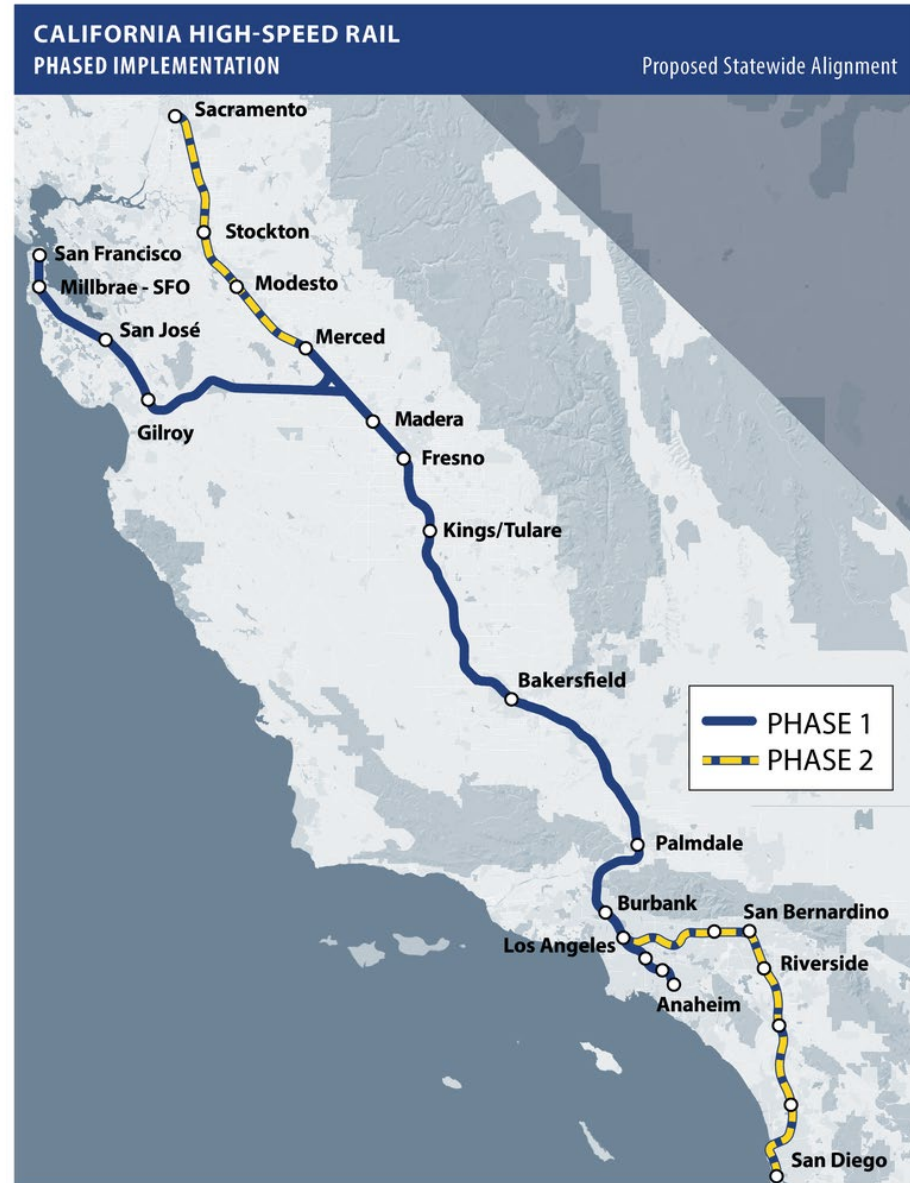 CALIFORNIA HIGH-SPEED RAIL
PHASED IMPLEMENTATION
Proposed Statewide Alignment
Sacramento
Stockton
San Francisco
Modesto
Millbrae - SFO
San José
Merced
Gilroy
Madera
Fresno
Kings/Tulare
Bakersfield
PHASE 1
PHASE 2
Palmdale
Burbank
San Bernardino
Los Angeles
Riverside
Anaheim
San Diego